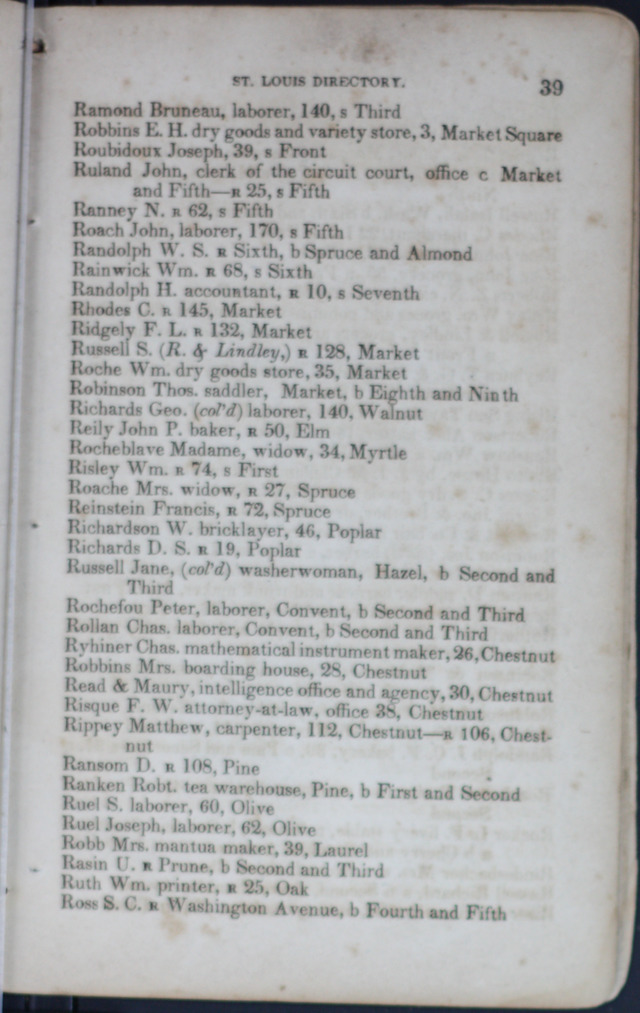 ST. LOUIS DIRECTORY. 39
Ramond Bruneau, laborer, 140, s Third
Robbins E. H. dry goods and variety store, 3, Market Square
Roubidoux Joseph, 39, s Front
Ruland John, clerk of the circuit court, office c Market
and Fifth—R 25, s Fifth
Ranney N. R 62, s Fifth
Roach John, laborer, 170, s Fifth
Randolph W. S. R Sixth, b Spruce and Almond
Rainwick Wm. R 68, s Sixth
Randolph H. accountant, R 10, s Seventh
Rhodes C. R 145, Market
Ridgely F. L. R 132, Market
Russell S. (R. & Lindley,) R 128, Market
Roche Wm. dry goods store, 35, Market
Robinson Thos. saddler, Market, b Eighth and Ninth
Richards Geo. (col'd) laborer, 140, Walnut
Reily John P. baker, R 50, Elm
Rocheblave Madame, widow, 34, Myrtle
Risley Wm. R 74, s First
Roache Mrs. widow, R 27, Spruce
Reinstein Francis, R 72, Spruce
Richardson W. bricklayer, 46, Poplar
Richards D. S. R 19, Poplar
Russell Jane, (col'd) washerwoman, Hazel, b Second and
Third
Rochefou Peter, laborer, Convent, b Second and Third
Rollan Chas. laborer, Convent, b Second and Third
Ryhiner Chas. mathematical instrument maker, 26, Chestnut
Robbins Mrs. boarding house, 28, Chestnut
Read & Maury, intelligence office and agency, 30, Chestnut
Risque F. W. attorney-at-law, office 38, Chestnut
Rippey Matthew, carpenter, 112, Chestnut—R 106, Chest-
nut
Ransom D. R 108, Pine
Ranken Robt. tea warehouse, Pine, b First and Second
Ruel S. laborer, 60, Olive
Ruel Joseph, laborer, 62, Olive
Robb Mrs. mantua maker, 39, Laurel
Rasin U. R Prune, b Second and Third
Ruth Wm. printer, R 25, Oak
Ross S. C. R Washington Avenue, b Fourth and Fifth